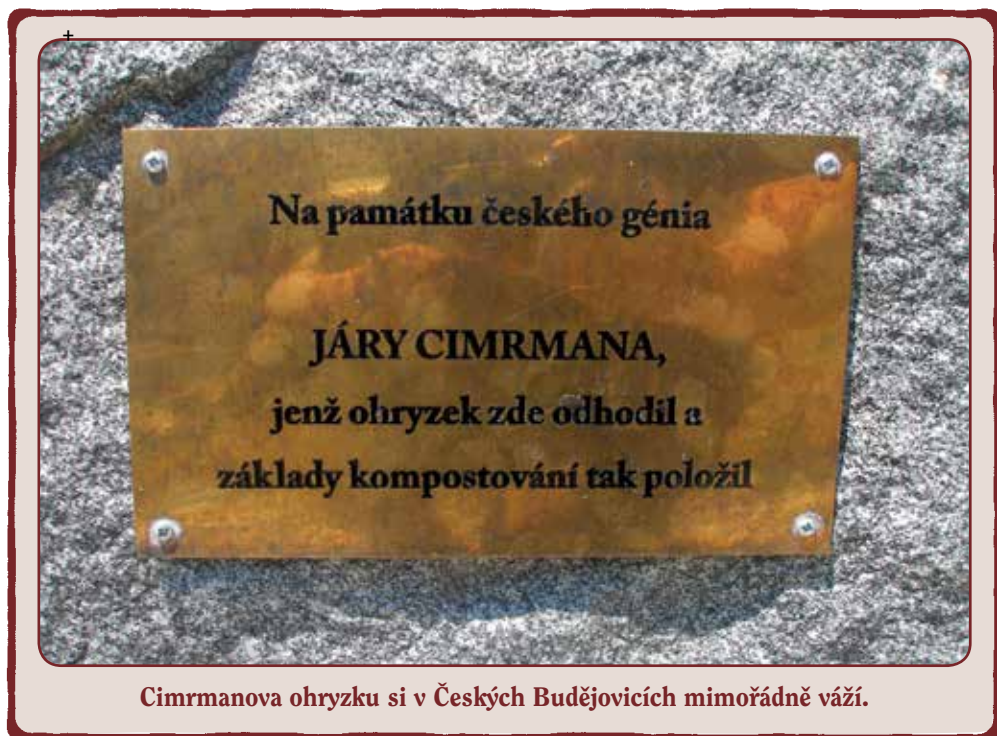 Na památku českého génia
JÁRY CIMRMANA,
jenž ohryzek zde odhodil a
základy kompostování tak položil
Cimrmanova ohryzku si v Českých Budějovicích mimořádně váží.